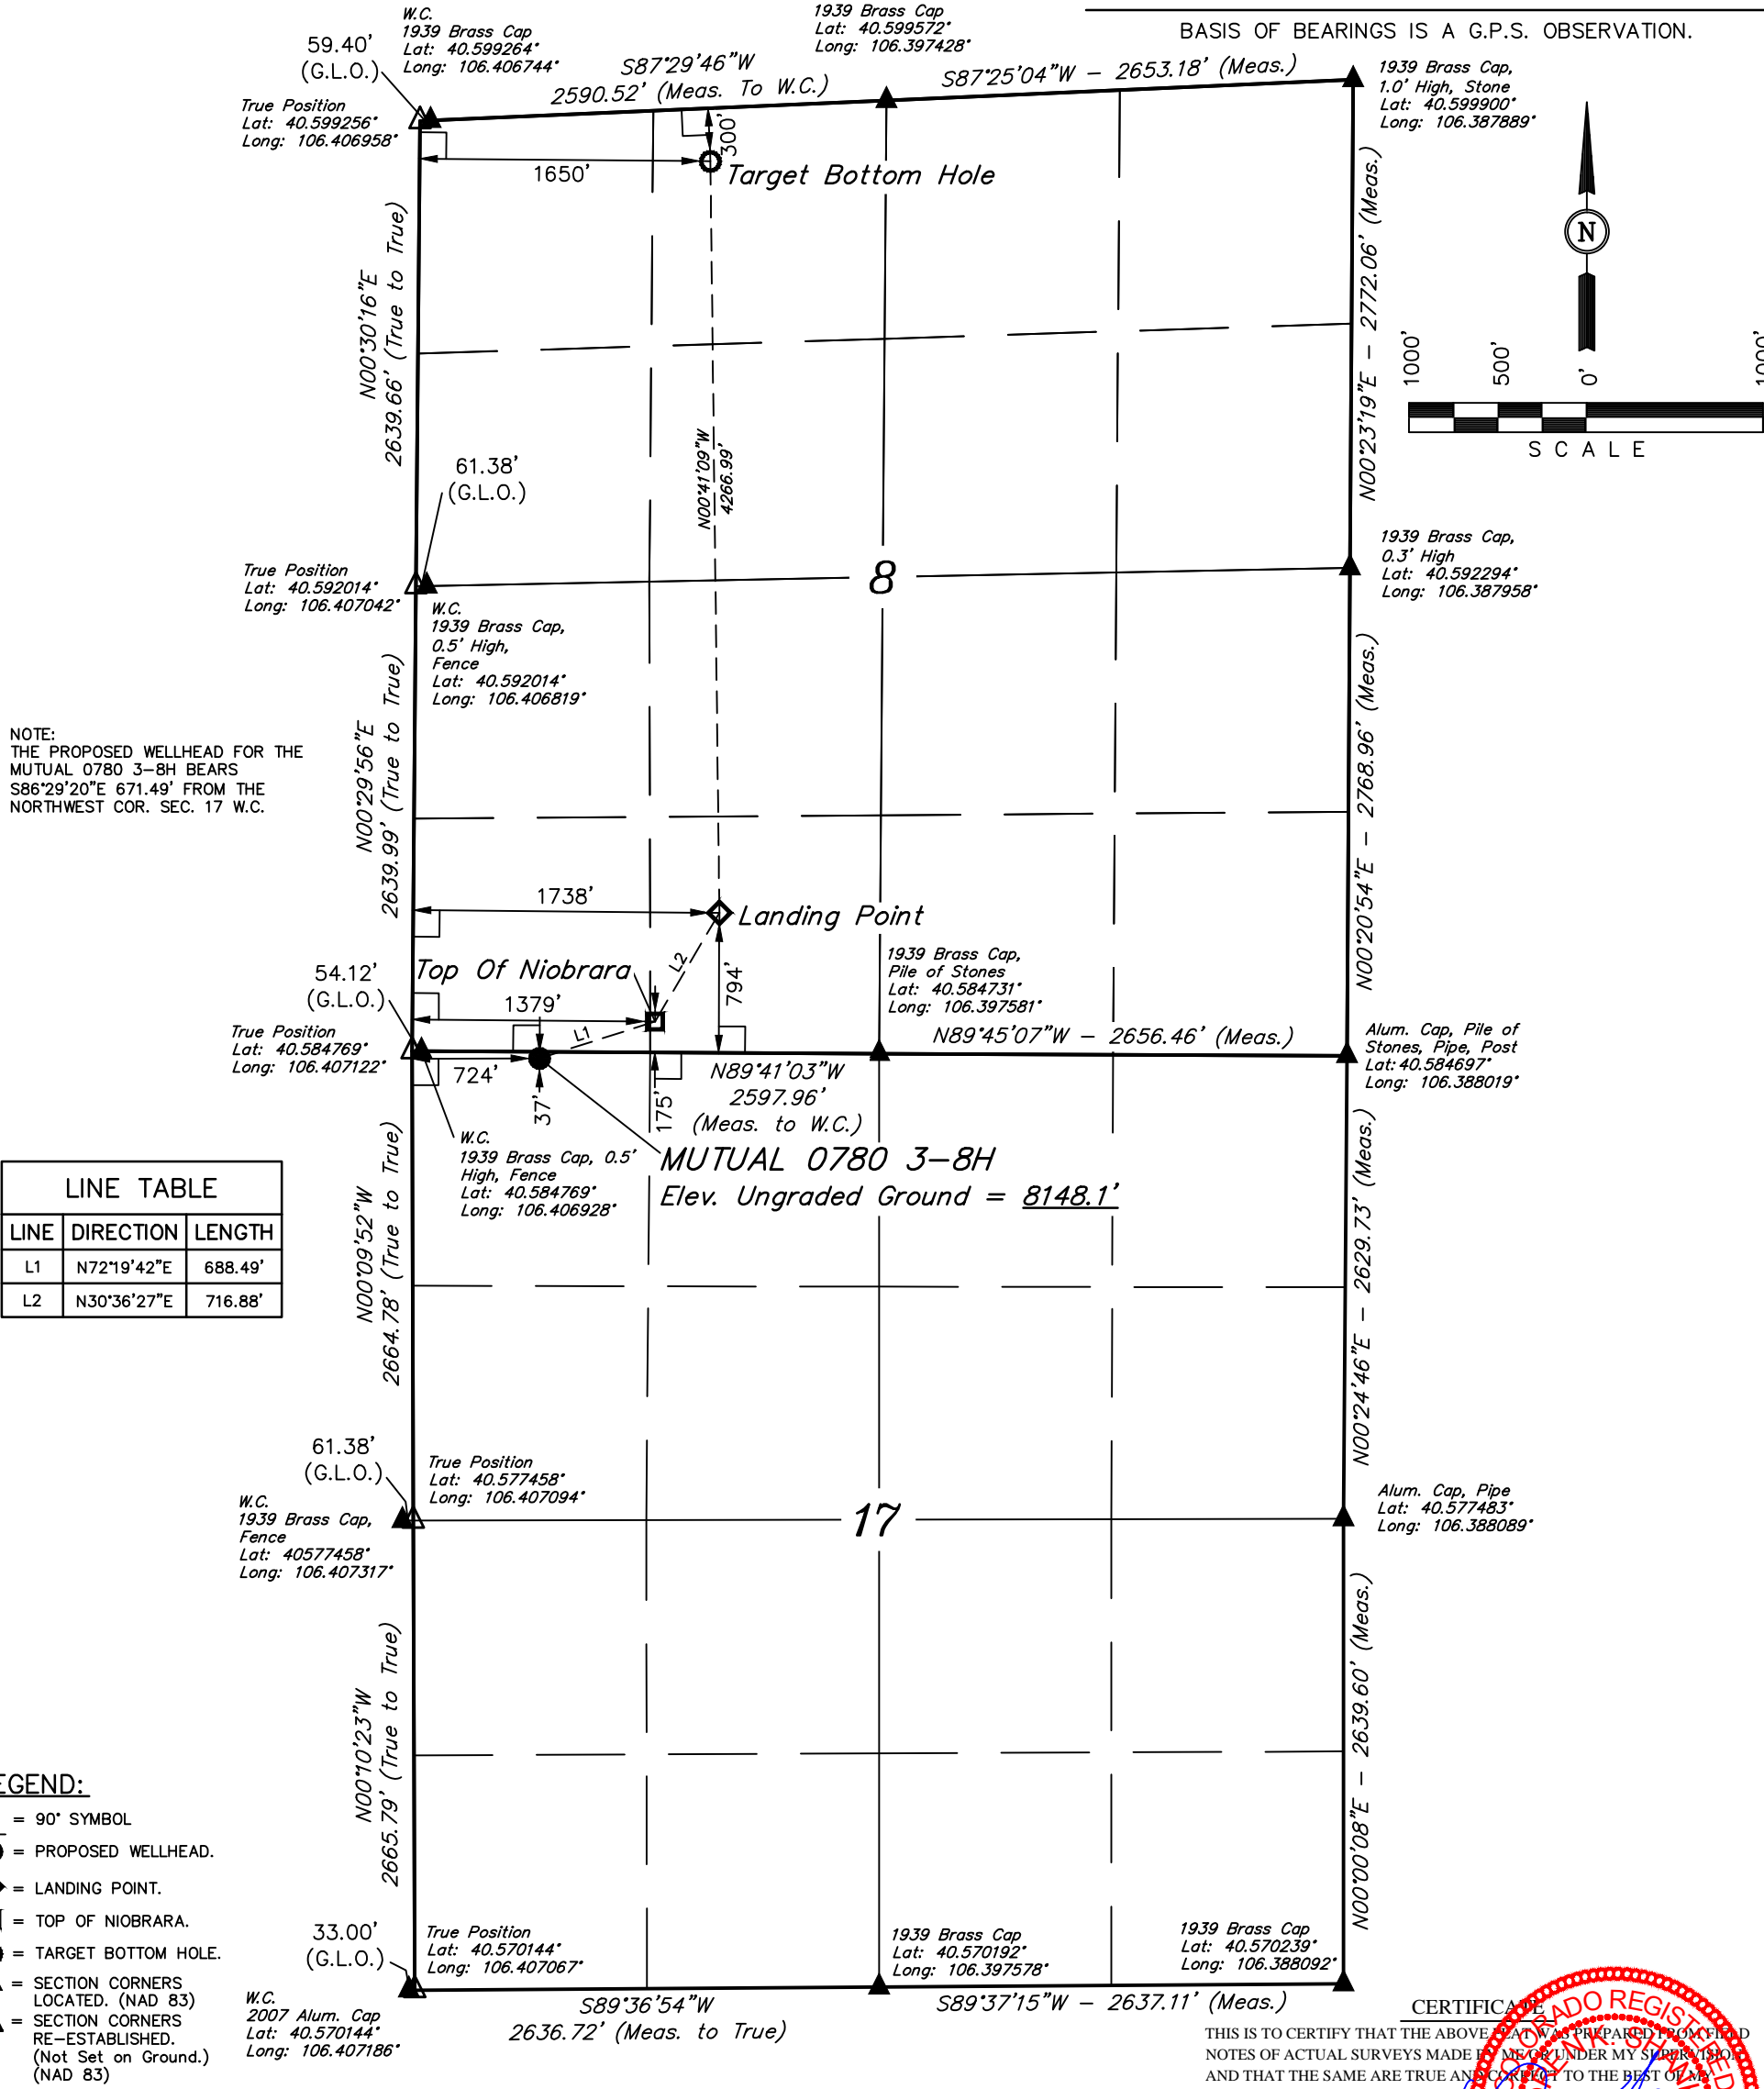 BASIS OF BEARINGS IS A G.P.S. OBSERVATION.
W.C.
1939 Brass Cap
Lat: 40.599264°
Long: 106.406744°
59.40'
(G.L.O.)
True Position
Lat: 40.599256°
Long: 106.406958°
S87°29'46"W
2590.52' (Meas. To W.C.)
1939 Brass Cap
Lat: 40.599572°
Long: 106.397428°
S87°25'04"W – 2653.18' (Meas.)
1939 Brass Cap,
1.0' High, Stone
Lat: 40.599900°
Long: 106.387889°
1650'
300'
Target Bottom Hole
N00°30'16"E
2639.66' (True to True)
N00°41'09"W
4266.99'
N00°23'19"E – 2772.06' (Meas.)
N
1000'
500'
0'
1000'
SCALE
61.38'
(G.L.O.)
True Position
Lat: 40.592014°
Long: 106.407042°
W.C.
1939 Brass Cap,
0.5' High,
Fence
Lat: 40.592014°
Long: 106.406819°
8
1939 Brass Cap,
0.3' High
Lat: 40.592294°
Long: 106.387958°
NOTE:
THE PROPOSED WELLHEAD FOR THE
MUTUAL 0780 3–8H BEARS
S86°29'20"E 671.49' FROM THE
NORTHWEST COR. SEC. 17 W.C.
N00°29'56"E
2639.99' (True to True)
N00°20'54"E – 2768.96' (Meas.)
1738'
Landing Point
794'
L2
Top Of Niobrara
1379'
L1
54.12'
(G.L.O.)
True Position
Lat: 40.584769°
Long: 106.407122°
1939 Brass Cap,
Pile of Stones
Lat: 40.584731°
Long: 106.397581°
N89°45'07"W – 2656.46' (Meas.)
Alum. Cap, Pile of
Stones, Pipe, Post
Lat: 40.584697°
Long: 106.388019°
724'
37'
175'
N89°41'03"W
2597.96'
(Meas. to W.C.)
W.C.
1939 Brass Cap, 0.5'
High, Fence
Lat: 40.584769°
Long: 106.406928°
MUTUAL 0780 3–8H
Elev. Ungraded Ground = 8148.1'
LINE TABLE
LINE DIRECTION LENGTH
L1 N72°19'42"E 688.49'
L2 N30°36'27"E 716.88'
N00°09'52"W
2664.78' (True to True)
N00°24'46"E – 2629.73' (Meas.)
61.38'
(G.L.O.)
True Position
Lat: 40.577458°
Long: 106.407094°
W.C.
1939 Brass Cap,
Fence
Lat: 40577458°
Long: 106.407317°
17
Alum. Cap, Pipe
Lat: 40.577483°
Long: 106.388089°
N00°10'23"W
2665.79' (True to True)
N00°00'08"E – 2639.60' (Meas.)
EGEND:
= 90° SYMBOL
= PROPOSED WELLHEAD.
= LANDING POINT.
= TOP OF NIOBRARA.
= TARGET BOTTOM HOLE.
= SECTION CORNERS
LOCATED. (NAD 83)
= SECTION CORNERS
RE–ESTABLISHED.
(Not Set on Ground.)
(NAD 83)
33.00'
(G.L.O.)
True Position
Lat: 40.570144°
Long: 106.407067°
W.C.
2007 Alum. Cap
Lat: 40.570144°
Long: 106.407186°
S89°36'54"W
2636.72' (Meas. to True)
1939 Brass Cap
Lat: 40.570192°
Long: 106.397578°
1939 Brass Cap
Lat: 40.570239°
Long: 106.388092°
S89°37'15"W – 2637.11' (Meas.)
CERTIFICATE
THIS IS TO CERTIFY THAT THE ABOVE PLAT WAS PREPARED FROM FIELD
NOTES OF ACTUAL SURVEYS MADE BY ME OR UNDER MY SUPERVISION
AND THAT THE SAME ARE TRUE AND CORRECT TO THE BEST OF MY
COLORADO REGISTERED
K. SHAN